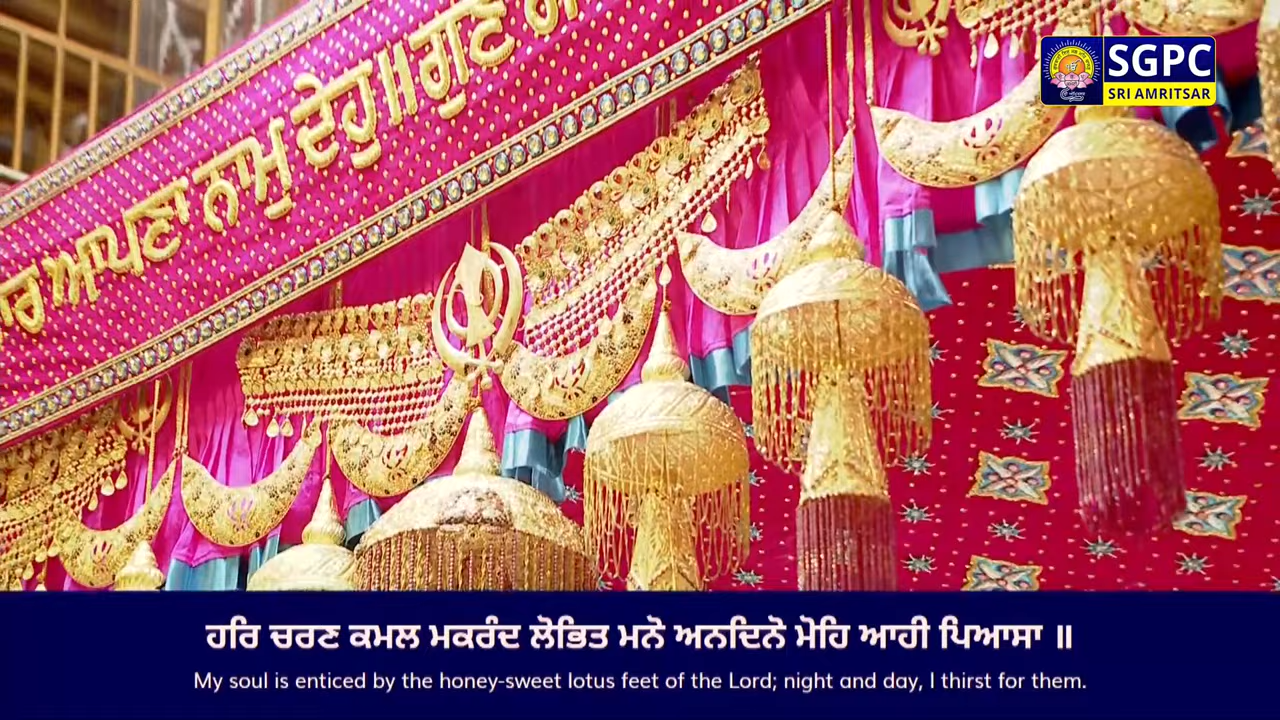 ਆਪਣਾ ਨਾਮੁ ਦੇਹੁ॥ਗੁਣ
SGPC
SRI AMRITSAR
ਹਰਿ ਚਰਣ ਕਮਲ ਮਕਰੰਦ ਲੋਭਿਤ ਮਨੋ ਅਨਦਿਨੋ ਮੋਹਿ ਆਹੀ ਪਿਆਸਾ ॥
My soul is enticed by the honey-sweet lotus feet of the Lord; night and day, I thirst for them.